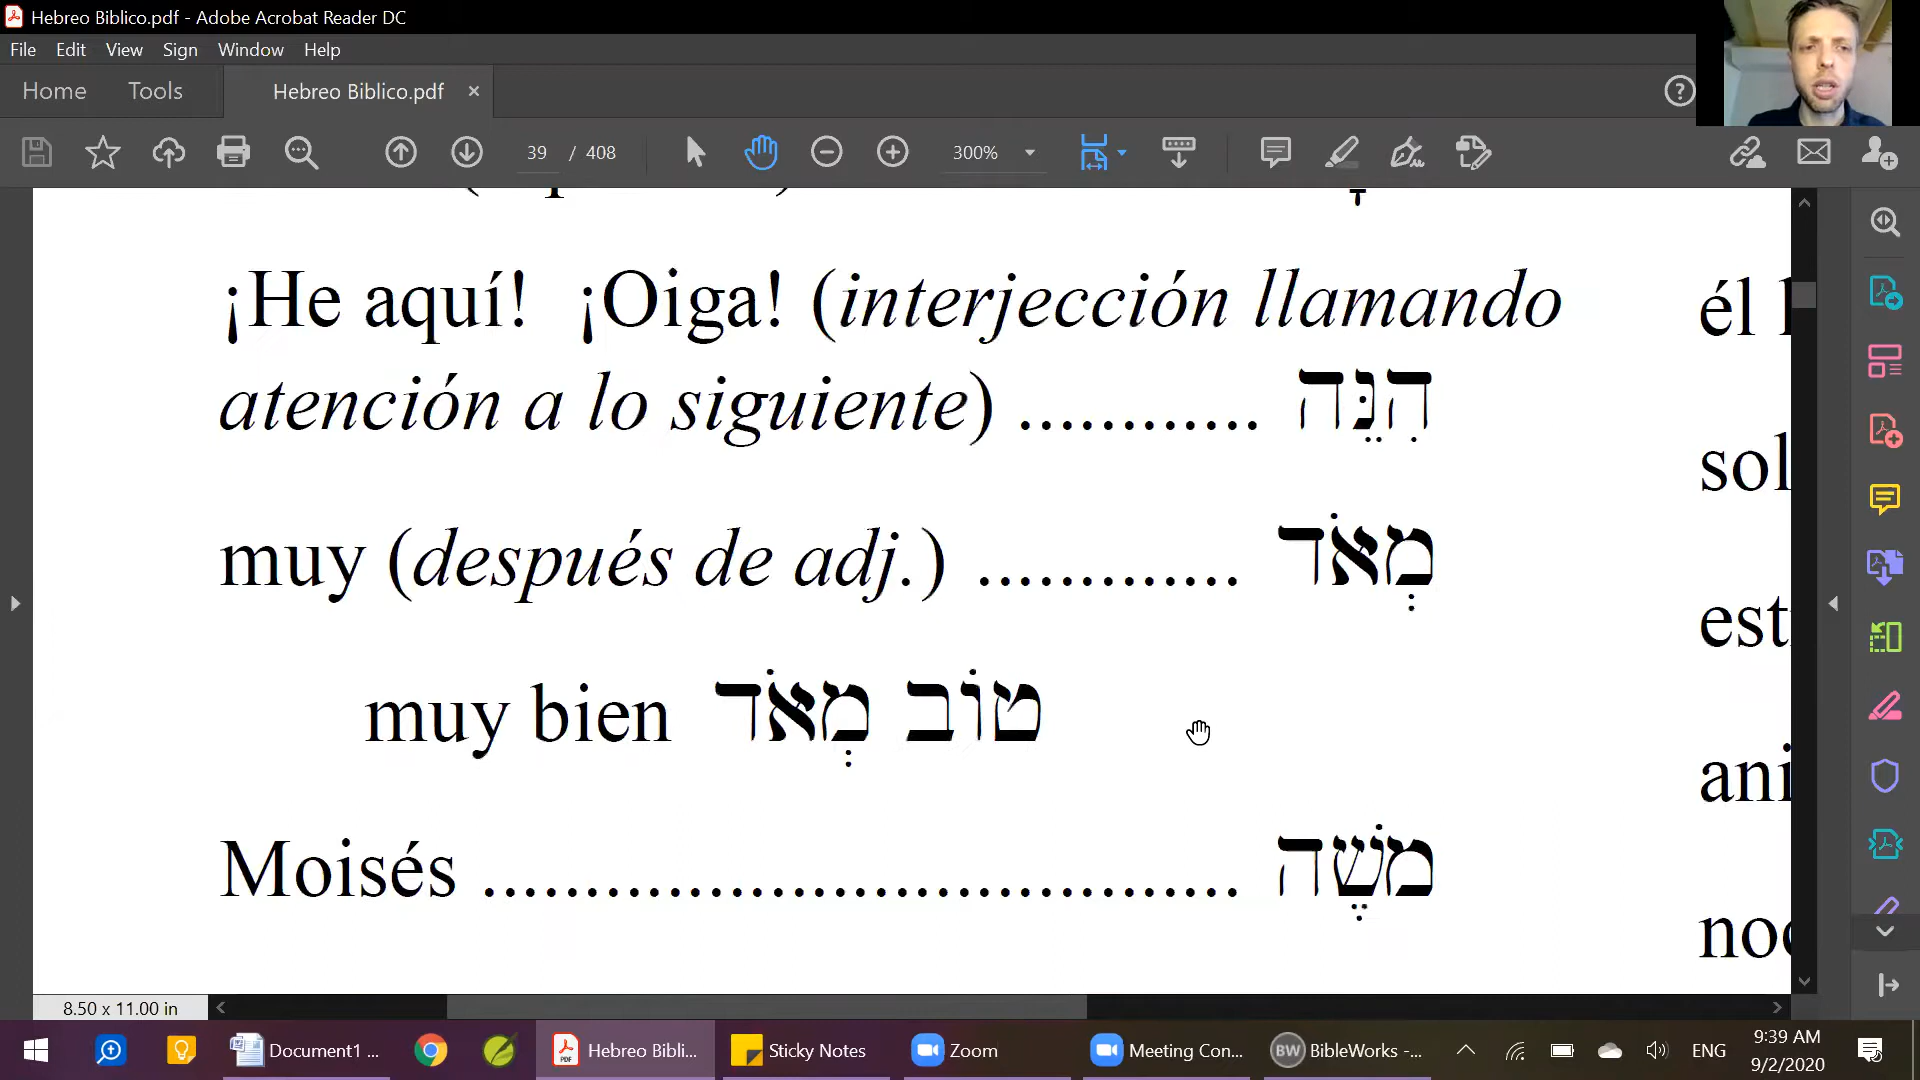 Hebreo Biblico.pdf - Adobe Acrobat Reader DC
File Edit View Sign Window Help
Home Tools Hebreo Biblico.pdf ×
39 / 408 300%
¡He aquí! ¡Oiga! (interjección llamando
atención a lo siguiente) ............ הִנֵּה
muy (después de adj.) ............. מְאֹד
muy bien טוֹב מְאֹד
Moisés ..................................... מֹשֶׁה
él
sol
est
ani
8.50 x 11.00 in
Document1 ... Hebreo Bibli... Sticky Notes Zoom Meeting Con... BW BibleWorks -... ENG 9:39 AM
9/2/2020